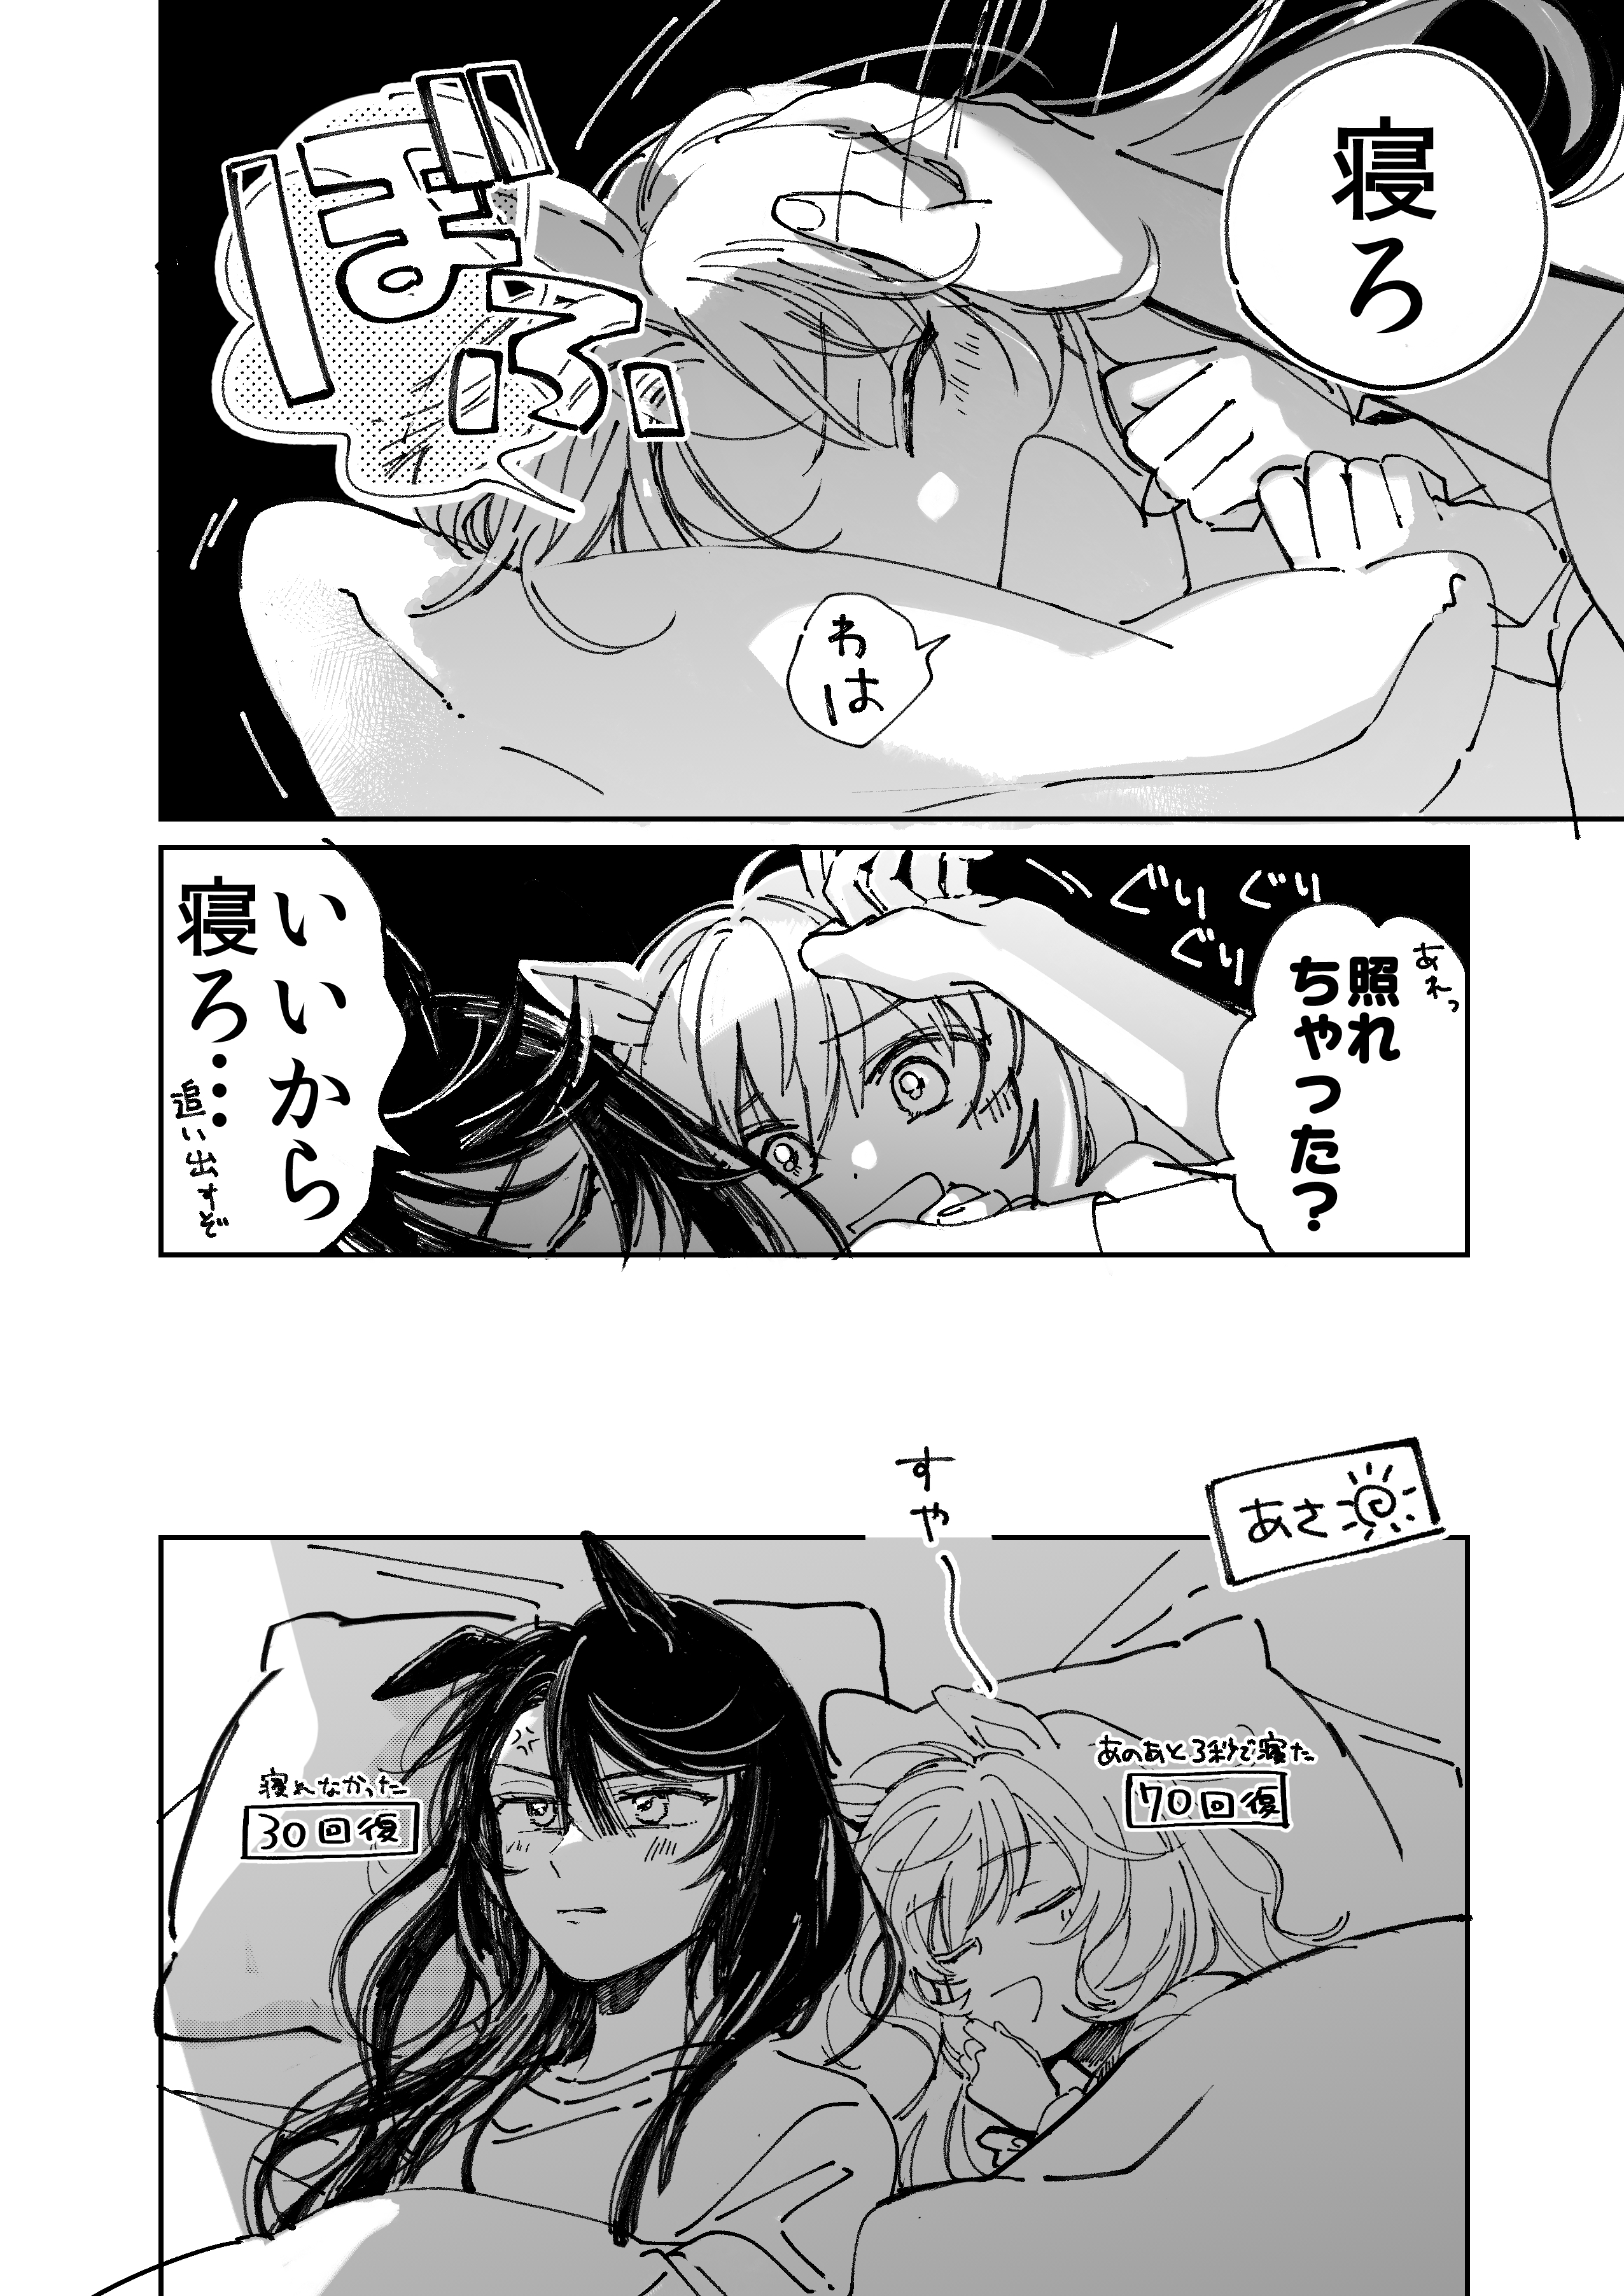 寝ろ
ぼふ
わは
あれっ
照れ
ちゃった?
ぐり
ぐり
ぐり
いいから
寝ろ…
追い出すぞ
あさ
すや
あのあと3秒で寝た
70回復
寝れなかった
30回復